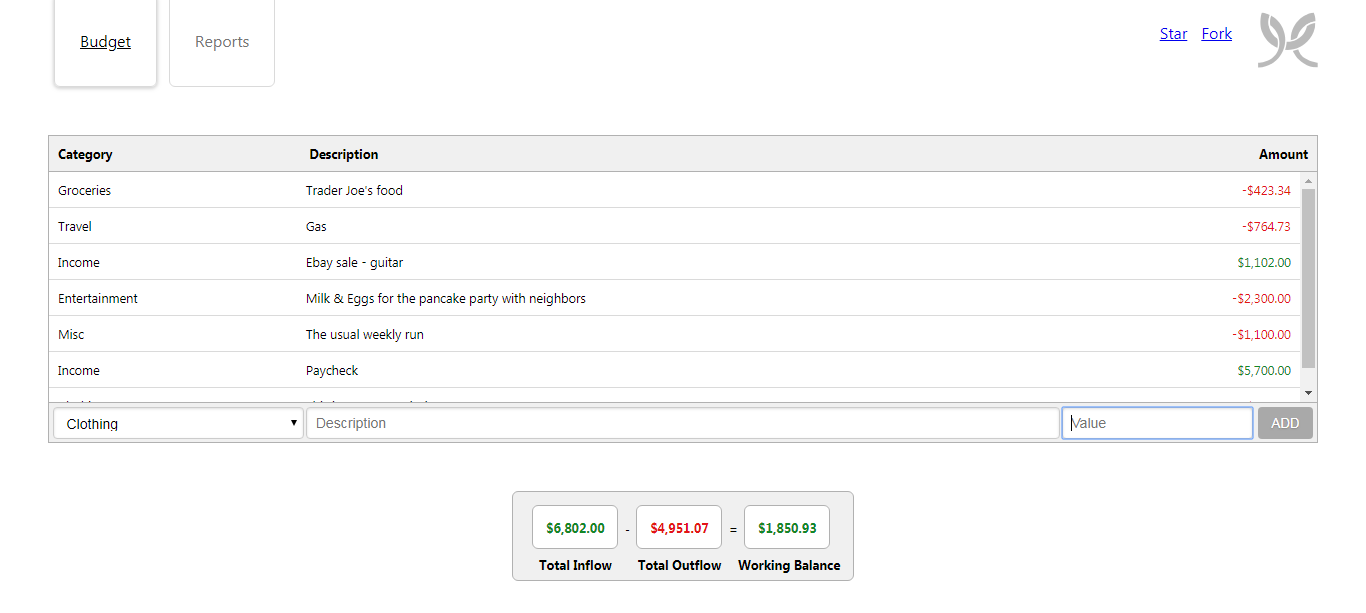 Budget Reports Star Fork
Category Description Amount
Groceries Trader Joe's food -$423.34
Travel Gas -$764.73
Income Ebay sale - guitar $1,102.00
Entertainment Milk & Eggs for the pancake party with neighbors -$2,300.00
Misc The usual weekly run -$1,100.00
Income Paycheck $5,700.00
Clothing Description Value ADD
$6,802.00 - $4,951.07 = $1,850.93
Total Inflow Total Outflow Working Balance